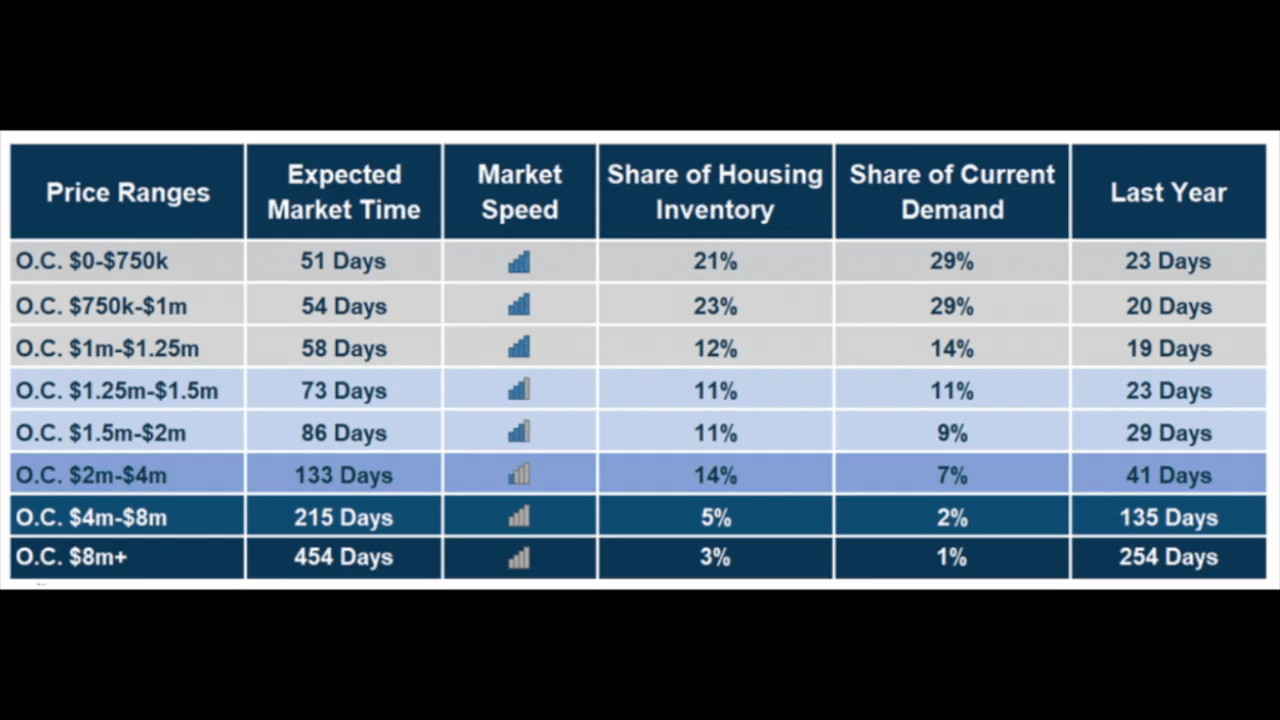 Price Ranges Expected Market Time Market Speed Share of Housing Inventory Share of Current Demand Last Year
O.C. $0-$750k 51 Days 21% 29% 23 Days
O.C. $750k-$1m 54 Days 23% 29% 20 Days
O.C. $1m-$1.25m 58 Days 12% 14% 19 Days
O.C. $1.25m-$1.5m 73 Days 11% 11% 23 Days
O.C. $1.5m-$2m 86 Days 11% 9% 29 Days
O.C. $2m-$4m 133 Days 14% 7% 41 Days
O.C. $4m-$8m 215 Days 5% 2% 135 Days
O.C. $8m+ 454 Days 3% 1% 254 Days